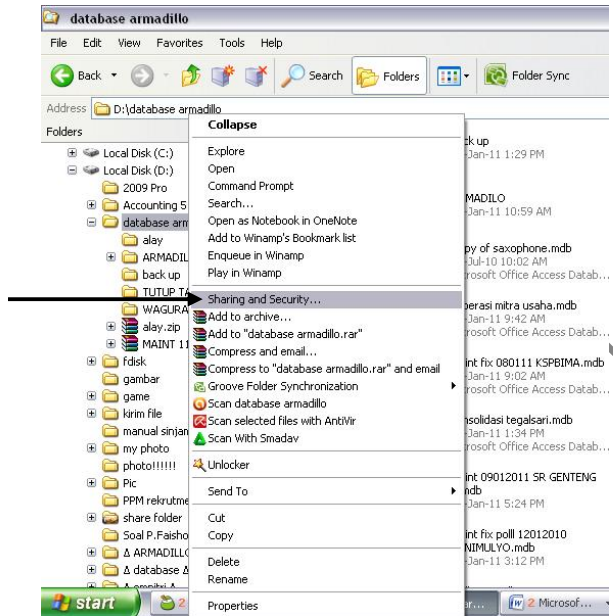 database armadillo
File Edit View Favorites Tools Help
Back Search Folders Folder Sync
Address D:\database armadillo
Folders
Local Disk (C:)
Local Disk (D:)
2009 Pro
Accounting 5
database arm
alay
ARMADIL
back up
TUTUP TA
WAGURA
alay.zip
MAINT 11
fdisk
gambar
game
kirim file
manual sinjan
my photo
photo!!!!!!
Pic
PPM rekrutme
share folder
Soal P.Faisho
Δ ARMADILLO
Δ database Δ
Collapse
Explore
Open
Command Prompt
Search...
Open as Notebook in OneNote
Add to Winamp's Bookmark list
Enqueue in Winamp
Play in Winamp
Sharing and Security...
Add to archive...
Add to "database armadillo.rar"
Compress and email...
Compress to "database armadillo.rar" and email
Groove Folder Synchronization
Scan database armadillo
Scan selected files with AntiVir
Scan With Smadav
Unlocker
Send To
Cut
Copy
Delete
Rename
Properties
ck up
-Jan-11 1:29 PM
MADILO
-Jan-11 10:59 AM
py of saxophone.mdb
-Jul-10 10:02 AM
rosoft Office Access Datab...
perasi mitra usaha.mdb
-Jan-11 9:42 AM
rosoft Office Access Datab...
int fix 080111 KSPBIMA.mdb
-Jan-11 9:02 AM
rosoft Office Access Datab...
nsolidasi tegalsari.mdb
-Jan-11 1:34 PM
rosoft Office Access Datab...
int 09012011 SR GENTENG
mdb
-Jan-11 5:24 PM
int fix polll 12012010
NIMULYO.mdb
-Jan-11 3:12 PM
start 2 ar... 2 Microsof...